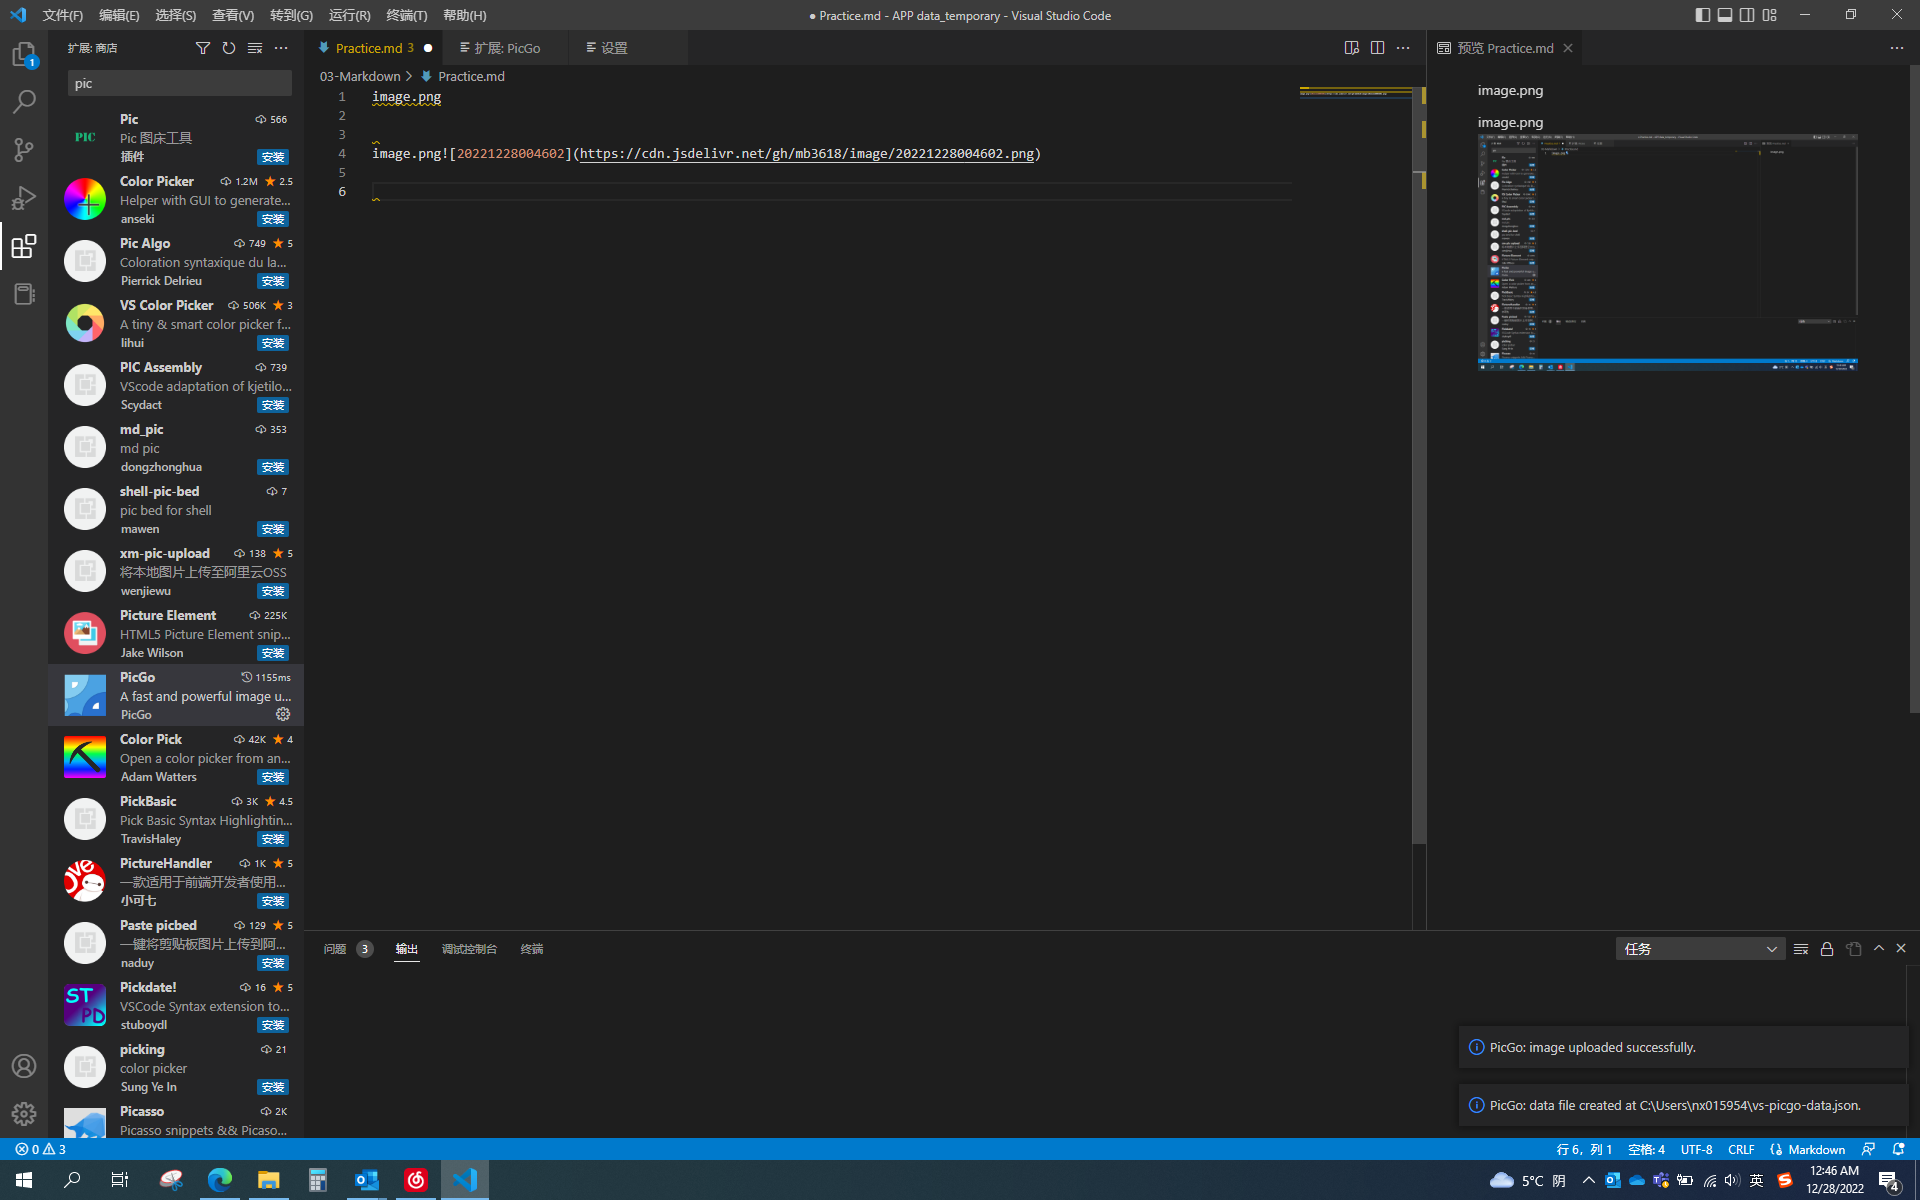 文件(F) 编辑(E) 选择(S) 查看(V) 转到(G) 运行(R) 终端(T) 帮助(H)
● Practice.md - APP data_temporary - Visual Studio Code
扩展: 商店
pic
Pic 566
Pic 图床工具
插件 安装
Color Picker 1.2M ★ 2.5
Helper with GUI to generate...
anseki 安装
Pic Algo 749 ★ 5
Coloration syntaxique du la...
Pierrick Delrieu 安装
VS Color Picker 506K ★ 3
A tiny & smart color picker f...
lihui 安装
PIC Assembly 739
VScode adaptation of kjetilo...
Scydact 安装
md_pic 353
md pic
dongzhonghua 安装
shell-pic-bed 7
pic bed for shell
mawen 安装
xm-pic-upload 138 ★ 5
将本地图片上传至阿里云OSS
wenjiewu 安装
Picture Element 225K
HTML5 Picture Element snip...
Jake Wilson 安装
PicGo 1155ms
A fast and powerful image u...
PicGo
Color Pick 42K ★ 4
Open a color picker from an...
Adam Watters 安装
PickBasic 3K ★ 4.5
Pick Basic Syntax Highlightin...
TravisHaley 安装
PictureHandler 1K ★ 5
一款适用于前端开发者使用...
小可七 安装
Paste picbed 129 ★ 5
一键将剪贴板图片上传到阿...
naduy 安装
Pickdate! 16 ★ 5
VSCode Syntax extension to...
stuboydl 安装
picking 21
color picker
Sung Ye In 安装
Picasso 2K
Picasso snippets && Picaso...
PIC
ST
PD
1
Practice.md 3 ●
扩展: PicGo
设置
03-Markdown > Practice.md
1 image.png
2
3
4 image.png![20221228004602](https://cdn.jsdelivr.net/gh/mb3618/image/20221228004602.png)
5
6
预览 Practice.md
image.png
image.png
问题 3 输出 调试控制台 终端
任务
PicGo: image uploaded successfully.
PicGo: data file created at C:\Users\nx015954\vs-picgo-data.json.
0 3
行 6，列 1 空格: 4 UTF-8 CRLF Markdown
5°C 阴
英
12:46 AM
12/28/2022
4